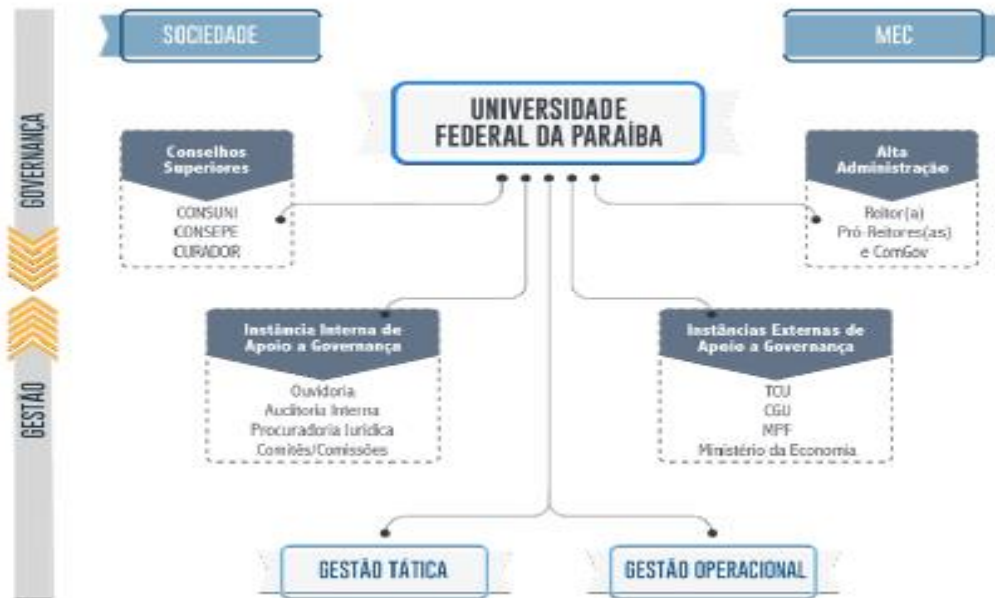 SOCIEDADE
MEC
UNIVERSIDADE
FEDERAL DA PARAÍBA
GOVERNANÇA
GESTÃO
Conselhos
Superiores
CONSUNI
CONSEPE
CURADOR
Alta
Administração
Reitor(a)
Pró-Reitores(as)
e ComGov
Instância Interna de
Apoio a Governança
Ouvidoria
Auditoria Interna
Procuradoria Jurídica
Comitês/Comissões
Instâncias Externas de
Apoio a Governança
TCU
CGU
MPF
Ministério da Economia
GESTÃO TÁTICA
GESTÃO OPERACIONAL